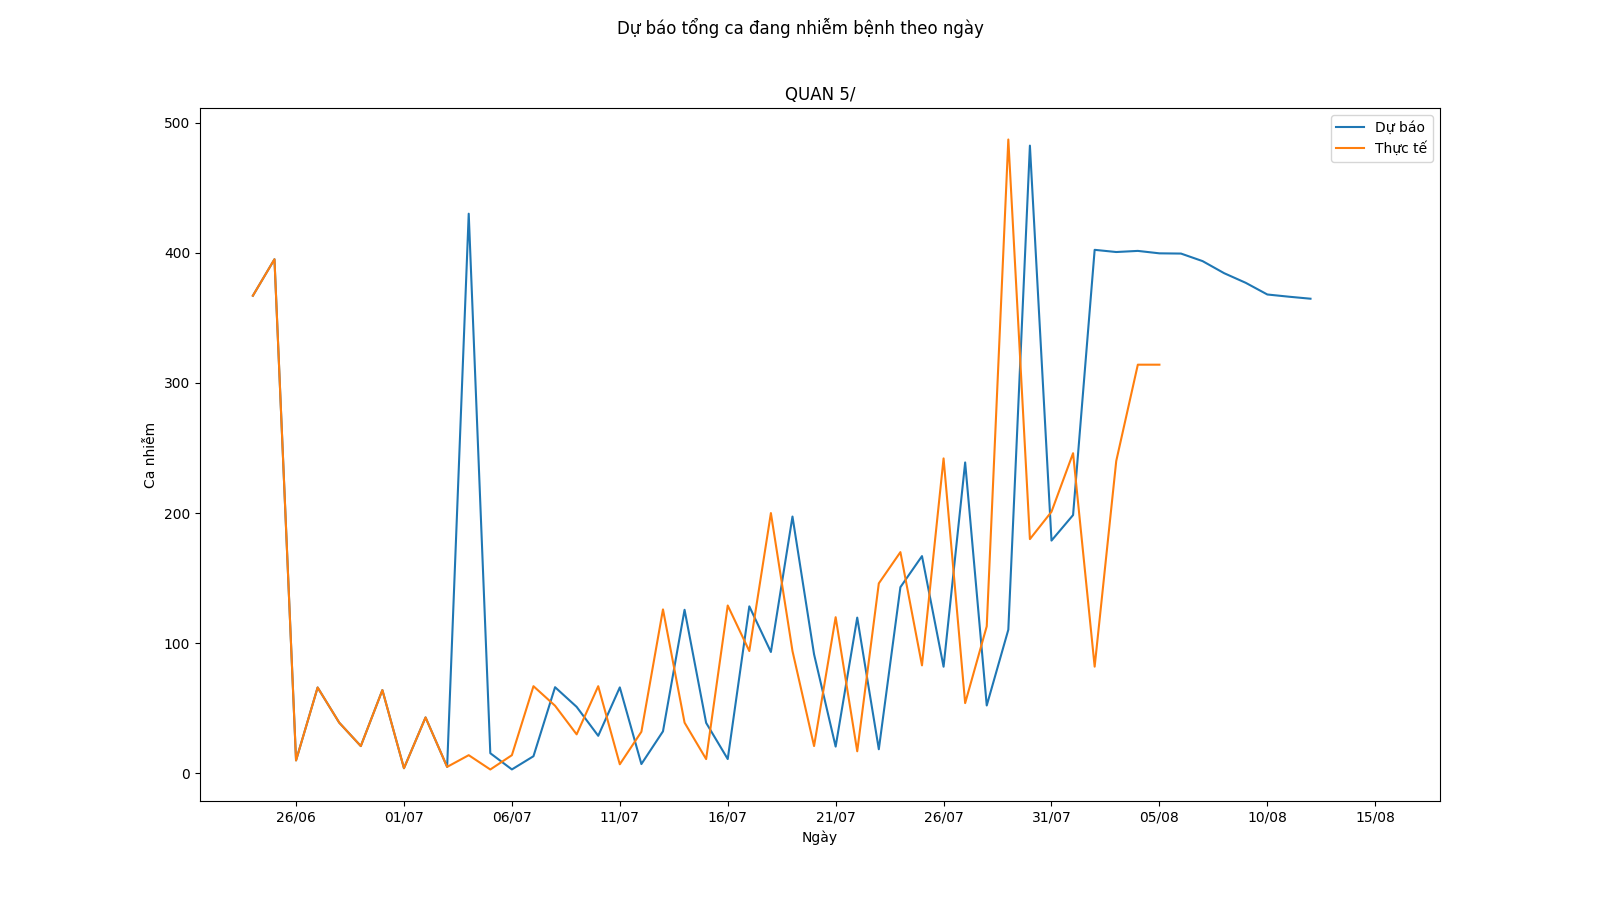 Dự báo tổng ca đang nhiễm bệnh theo ngày
QUAN 5/
Dự báo
Thực tế
500
400
300
200
100
0
Ca nhiễm
26/06
01/07
06/07
11/07
16/07
21/07
26/07
31/07
05/08
10/08
15/08
Ngày